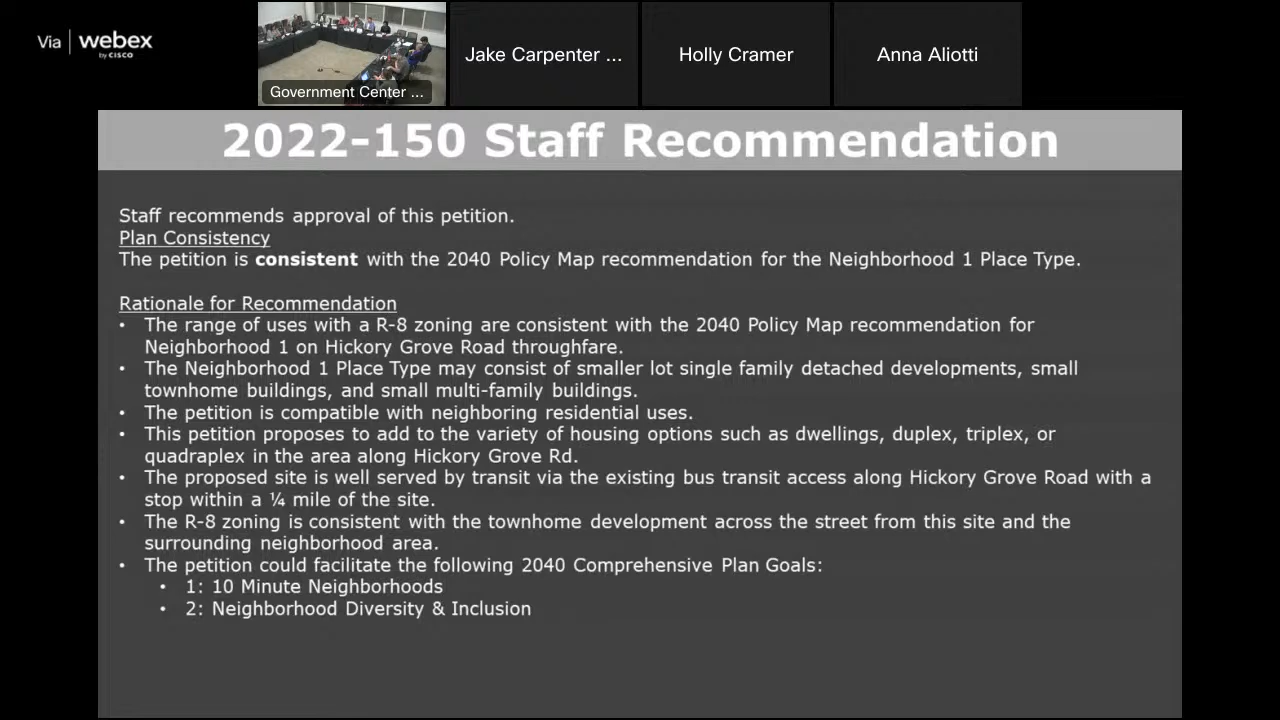 Via webex
by CISCO
Government Center ...
Jake Carpenter ...
Holly Cramer
Anna Aliotti
2022-150 Staff Recommendation
Staff recommends approval of this petition.
Plan Consistency
The petition is consistent with the 2040 Policy Map recommendation for the Neighborhood 1 Place Type.
Rationale for Recommendation
• The range of uses with a R-8 zoning are consistent with the 2040 Policy Map recommendation for
Neighborhood 1 on Hickory Grove Road throughfare.
• The Neighborhood 1 Place Type may consist of smaller lot single family detached developments, small
townhome buildings, and small multi-family buildings.
• The petition is compatible with neighboring residential uses.
• This petition proposes to add to the variety of housing options such as dwellings, duplex, triplex, or
quadraplex in the area along Hickory Grove Rd.
• The proposed site is well served by transit via the existing bus transit access along Hickory Grove Road with a
stop within a ¼ mile of the site.
• The R-8 zoning is consistent with the townhome development across the street from this site and the
surrounding neighborhood area.
• The petition could facilitate the following 2040 Comprehensive Plan Goals:
• 1: 10 Minute Neighborhoods
• 2: Neighborhood Diversity & Inclusion